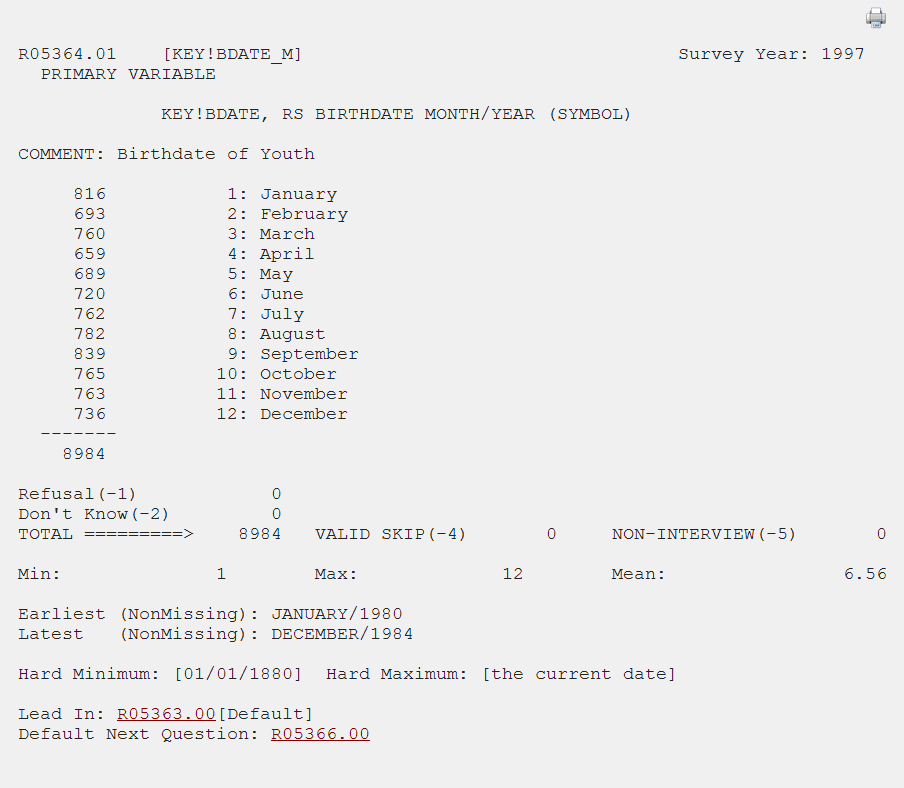 R05364.01 [KEY!BDATE_M] Survey Year: 1997
PRIMARY VARIABLE
KEY!BDATE, RS BIRTHDATE MONTH/YEAR (SYMBOL)
COMMENT: Birthdate of Youth
816 1: January
693 2: February
760 3: March
659 4: April
689 5: May
720 6: June
762 7: July
782 8: August
839 9: September
765 10: October
763 11: November
736 12: December
-------
8984
Refusal(-1) 0
Don't Know(-2) 0
TOTAL =========> 8984 VALID SKIP(-4) 0 NON-INTERVIEW(-5) 0
Min: 1 Max: 12 Mean: 6.56
Earliest (NonMissing): JANUARY/1980
Latest (NonMissing): DECEMBER/1984
Hard Minimum: [01/01/1880] Hard Maximum: [the current date]
Lead In: R05363.00[Default]
Default Next Question: R05366.00